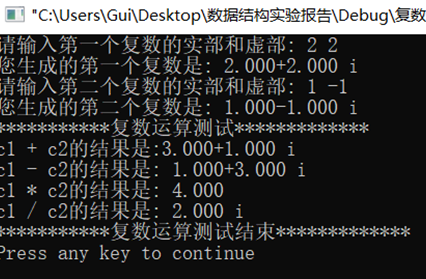 "C:\Users\Gui\Desktop\数据结构实验报告\Debug\复数
请输入第一个复数的实部和虚部: 2 2
您生成的第一个复数是: 2.000+2.000 i
请输入第二个复数的实部和虚部: 1 -1
您生成的第二个复数是: 1.000-1.000 i
***********复数运算测试*************
c1 + c2的结果是:3.000+1.000 i
c1 - c2的结果是: 1.000+3.000 i
c1 * c2的结果是: 4.000
c1 / c2的结果是: 2.000 i
***********复数运算测试结束*************
Press any key to continue